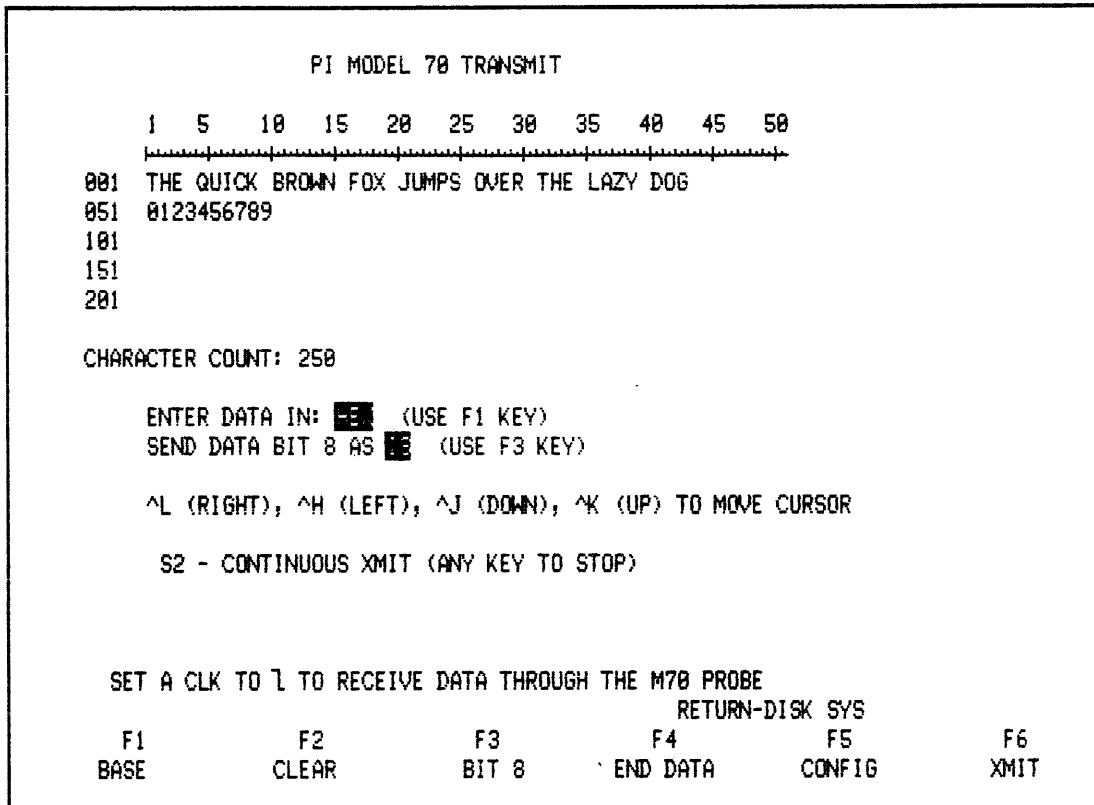 PI MODEL 70 TRANSMIT
1 5 10 15 20 25 30 35 40 45 50
001 THE QUICK BROWN FOX JUMPS OVER THE LAZY DOG
051 0123456789
101
151
201
CHARACTER COUNT: 250
ENTER DATA IN: (USE F1 KEY)
SEND DATA BIT 8 AS (USE F3 KEY)
^L (RIGHT), ^H (LEFT), ^J (DOWN), ^K (UP) TO MOVE CURSOR
S2 - CONTINUOUS XMIT (ANY KEY TO STOP)
SET A CLK TO l TO RECEIVE DATA THROUGH THE M70 PROBE
RETURN-DISK SYS
F1 F2 F3 F4 F5 F6
BASE CLEAR BIT 8 END DATA CONFIG XMIT